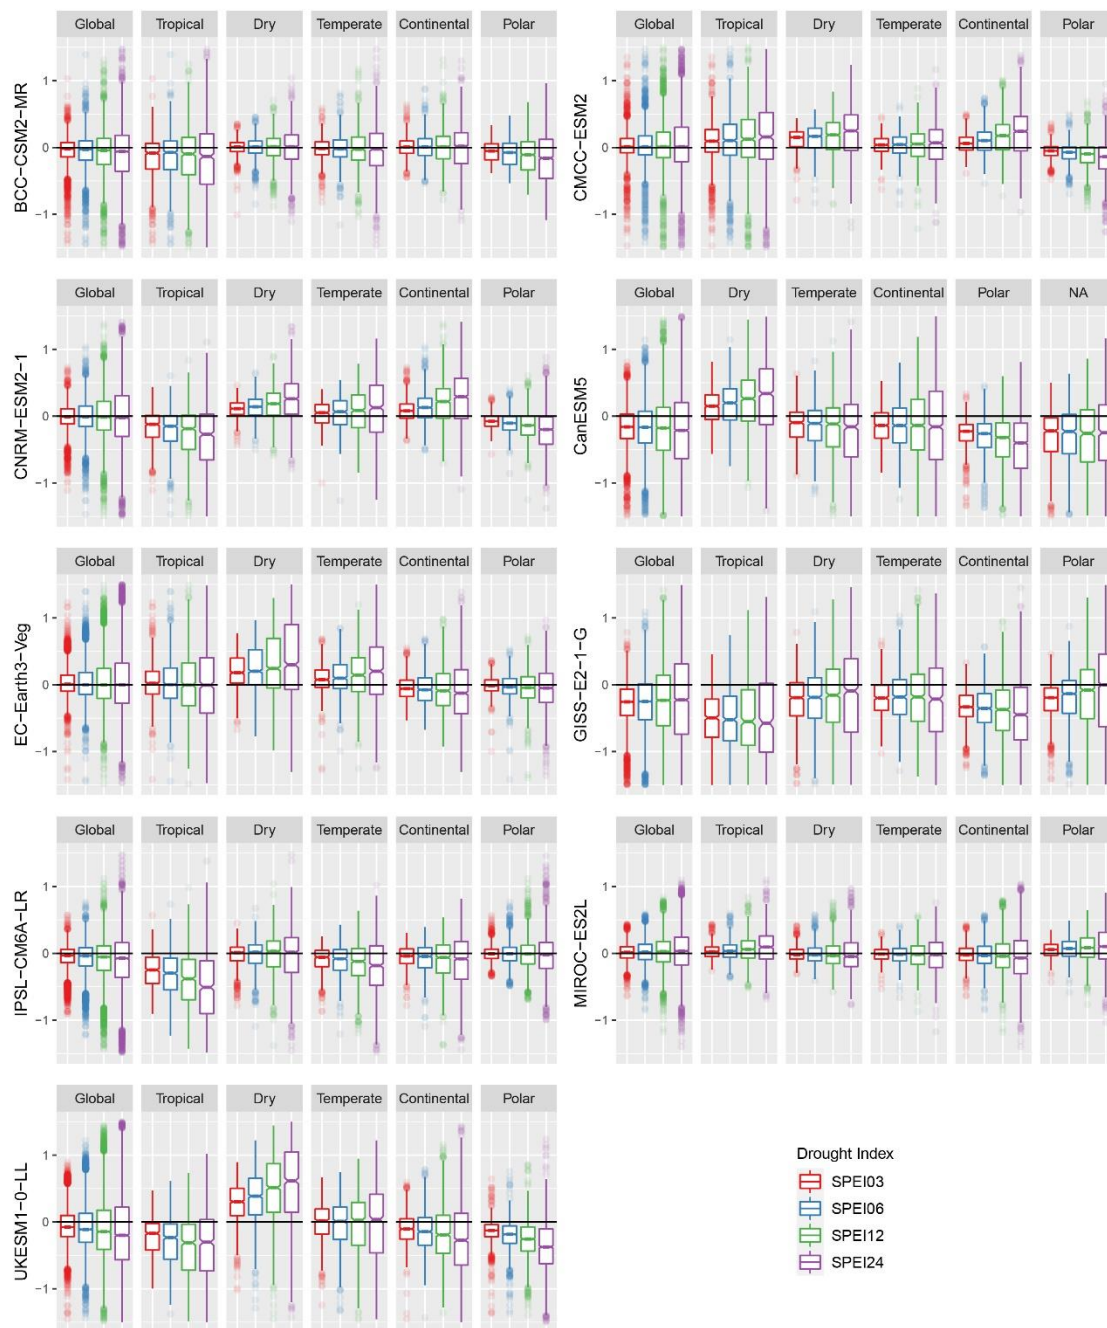 Global Tropical Dry Temperate Continental Polar
1
0
-1
BCC-CSM2-MR
Global Tropical Dry Temperate Continental Polar
1
0
-1
CMCC-ESM2
Global Tropical Dry Temperate Continental Polar
1
0
-1
CNRM-ESM2-1
Global Dry Temperate Continental Polar NA
1
0
-1
CanESM5
Global Tropical Dry Temperate Continental Polar
1
0
-1
EC-Earth3-Veg
Global Tropical Dry Temperate Continental Polar
1
0
-1
GISS-E2-1-G
Global Tropical Dry Temperate Continental Polar
1
0
-1
IPSL-CM6A-LR
Global Tropical Dry Temperate Continental Polar
1
0
-1
MIROC-ES2L
Global Tropical Dry Temperate Continental Polar
1
0
-1
UKESM1-0-LL
Drought Index
SPEI03
SPEI06
SPEI12
SPEI24